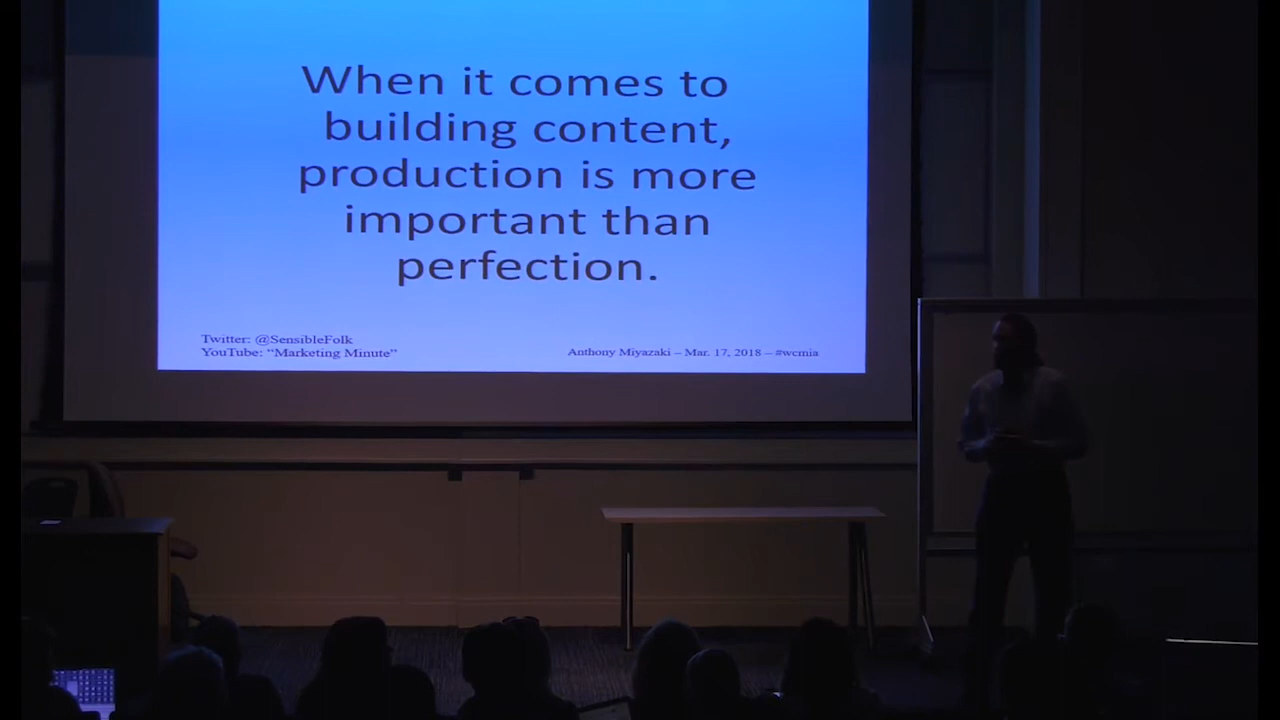 When it comes to
building content,
production is more
important than
perfection.
Twitter: @SensibleFolk
YouTube: “Marketing Minute”
Anthony Miyazaki – Mar. 17, 2018 – #wcmia